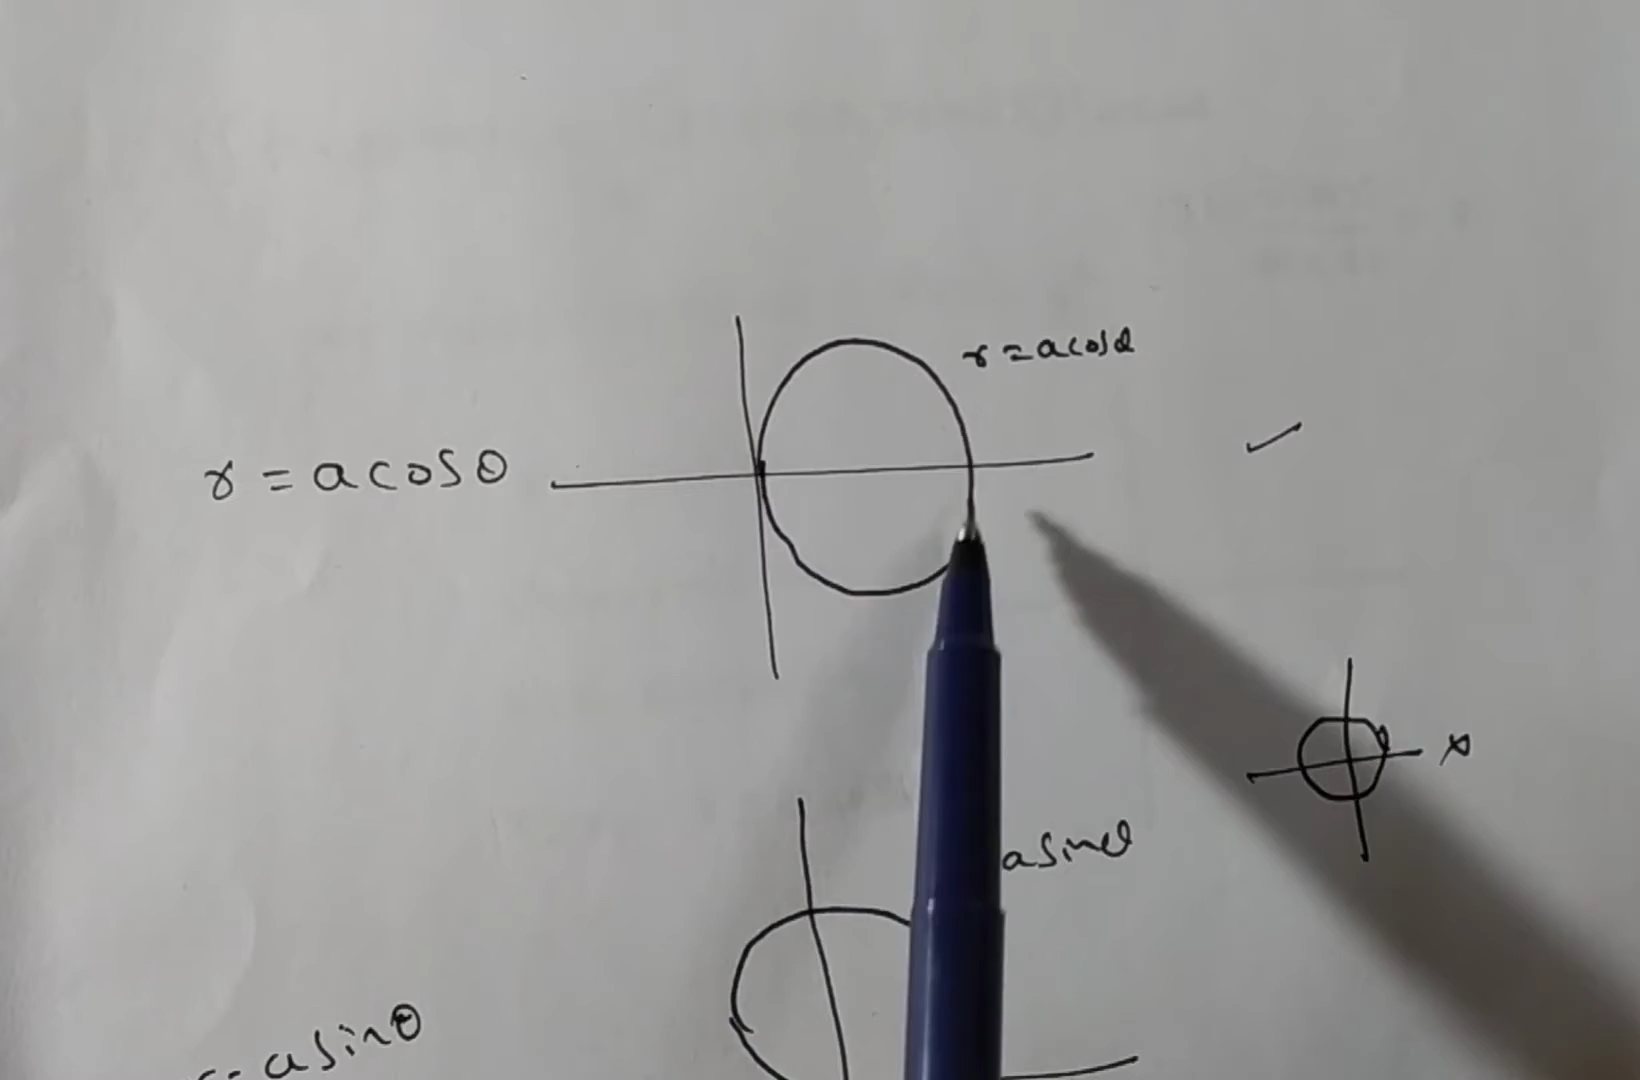 r = acosθ
r = acosθ
asinθ
r = asinθ